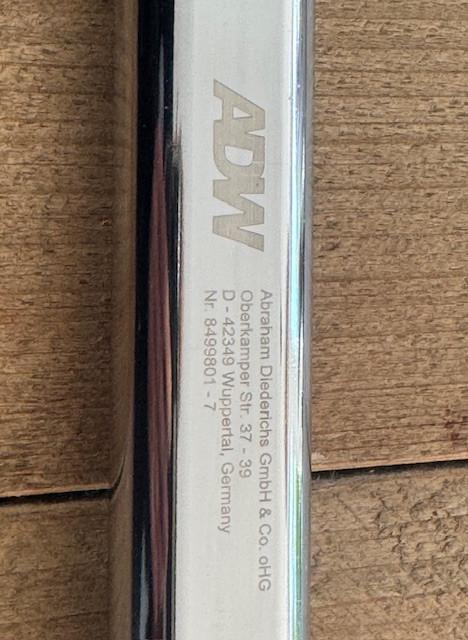 ADW
Abraham Diederichs GmbH & Co. oHG
Oberkamper Str. 37 - 39
D - 42349 Wuppertal, Germany
Nr. 8499801 - 7